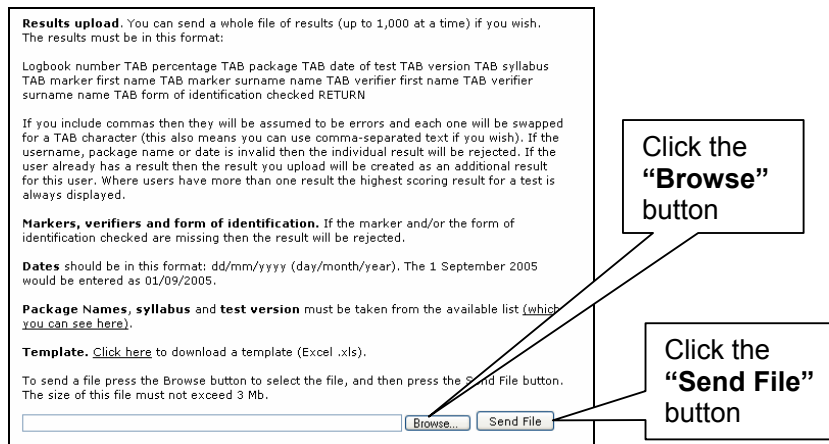 Results upload. You can send a whole file of results (up to 1,000 at a time) if you wish.
The results must be in this format:
Logbook number TAB percentage TAB package TAB date of test TAB version TAB syllabus
TAB marker first name TAB marker surname name TAB verifier first name TAB verifier
surname name TAB form of identification checked RETURN
If you include commas then they will be assumed to be errors and each one will be swapped
for a TAB character (this also means you can use comma-separated text if you wish). If the
username, package name or date is invalid then the individual result will be rejected. If the
user already has a result then the result you upload will be created as an additional result
for this user. Where users have more than one result the highest scoring result for a test is
always displayed.
Markers, verifiers and form of identification. If the marker and/or the form of
identification checked are missing then the result will be rejected.
Dates should be in this format: dd/mm/yyyy (day/month/year). The 1 September 2005
would be entered as 01/09/2005.
Package Names, syllabus and test version must be taken from the available list (which
you can see here).
Template. Click here to download a template (Excel .xls).
To send a file press the Browse button to select the file, and then press the Send File button.
The size of this file must not exceed 3 Mb.
Browse... Send File
Click the
“Browse”
button
Click the
“Send File”
button